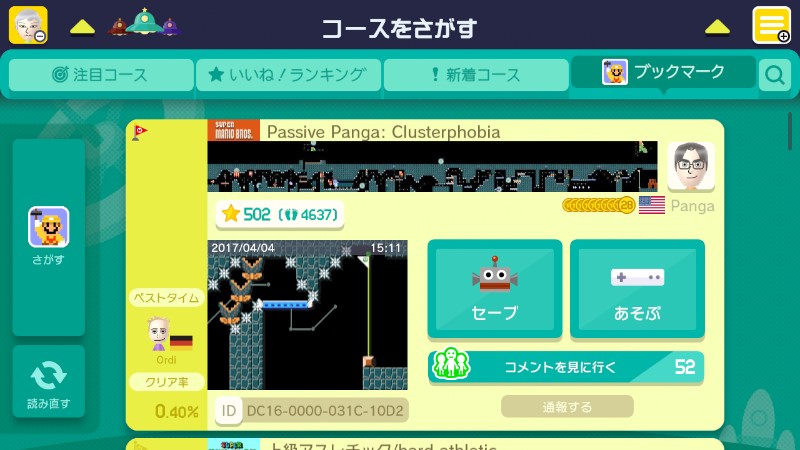 コースをさがす
注目コース
いいね！ランキング
新着コース
ブックマーク
さがす
読み直す
SUPER
MARIO BROS.
Passive Panga: Clusterphobia
28
Panga
502 ( 4637)
2017/04/04 15:11
ベストタイム
Ordi
クリア率
0.40%
セーブ
あそぶ
コメントを見に行く 52
ID DC16-0000-031C-10D2
通報する
上級アスレチック/hard athletic